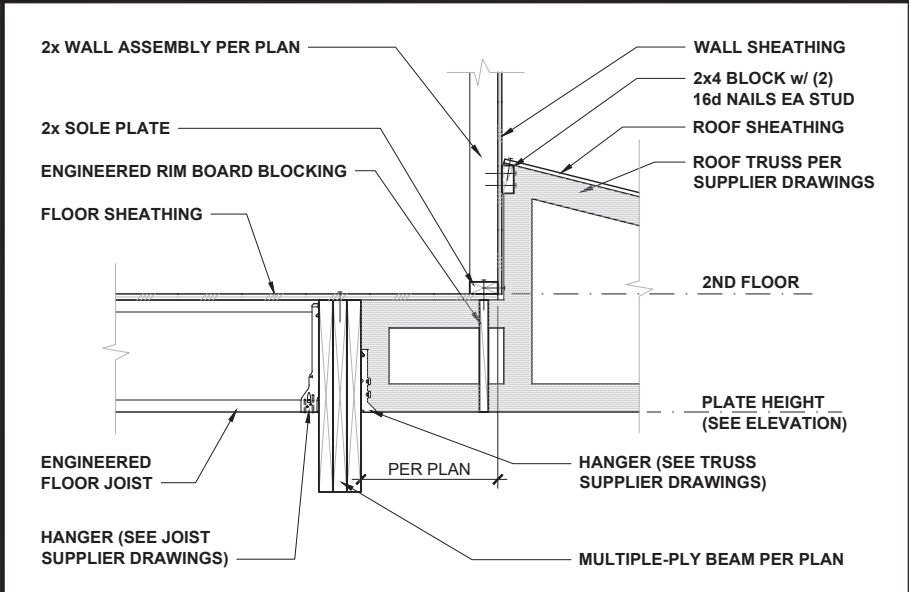 2x WALL ASSEMBLY PER PLAN
2x SOLE PLATE
ENGINEERED RIM BOARD BLOCKING
FLOOR SHEATHING
WALL SHEATHING
2x4 BLOCK w/ (2)
16d NAILS EA STUD
ROOF SHEATHING
ROOF TRUSS PER
SUPPLIER DRAWINGS
2ND FLOOR
PLATE HEIGHT
(SEE ELEVATION)
ENGINEERED
FLOOR JOIST
HANGER (SEE JOIST
SUPPLIER DRAWINGS)
PER PLAN
HANGER (SEE TRUSS
SUPPLIER DRAWINGS)
MULTIPLE-PLY BEAM PER PLAN